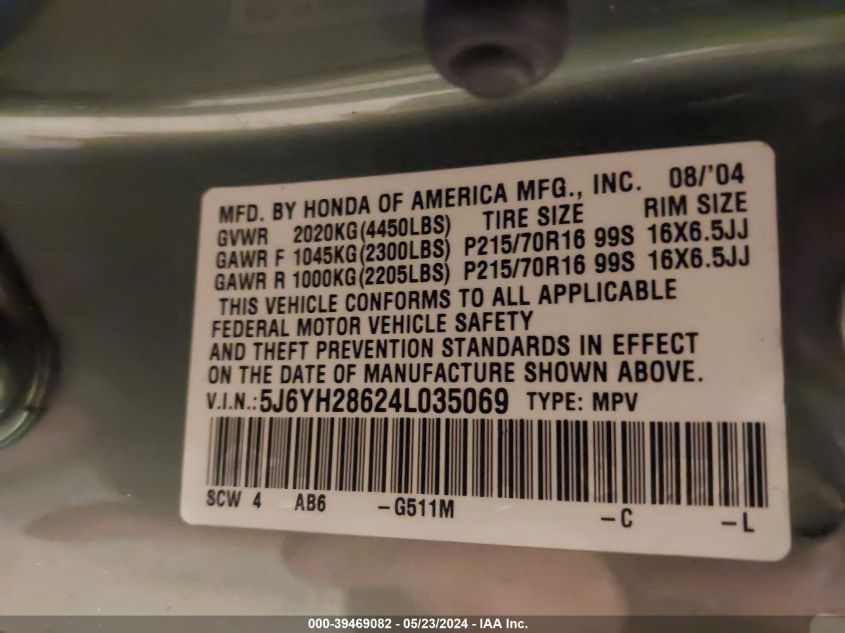 MFD. BY HONDA OF AMERICA MFG., INC. 08/'04
GVWR 2020KG(4450LBS) TIRE SIZE RIM SIZE
GAWR F 1045KG(2300LBS) P215/70R16 99S 16X6.5JJ
GAWR R 1000KG(2205LBS) P215/70R16 99S 16X6.5JJ
THIS VEHICLE CONFORMS TO ALL APPLICABLE
FEDERAL MOTOR VEHICLE SAFETY
AND THEFT PREVENTION STANDARDS IN EFFECT
ON THE DATE OF MANUFACTURE SHOWN ABOVE.
V.I.N.:5J6YH28624L035069 TYPE: MPV
SCW 4 AB6 -G511M -C -L
000-39469082 - 05/23/2024 - IAA Inc.